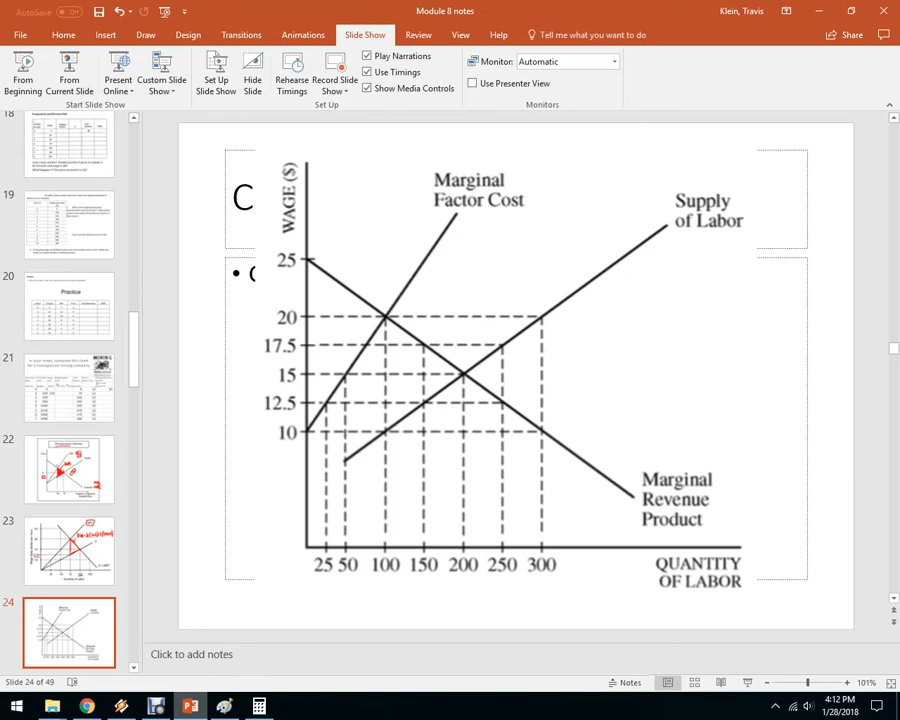 AutoSave Off
Module 8 notes
Klein, Travis
File Home Insert Draw Design Transitions Animations Slide Show Review View Help Tell me what you want to do Share
From Beginning
From Current Slide
Present Online
Custom Slide Show
Set Up Slide Show
Hide Slide
Rehearse Timings
Record Slide Show
Play Narrations
Use Timings
Show Media Controls
Monitor: Automatic
Use Presenter View
Start Slide Show
Set Up
Monitors
18
19
20
Practice
21
22
23
24
C
WAGE ($)
Marginal
Factor Cost
Supply
of Labor
25
20
17.5
15
12.5
10
Marginal
Revenue
Product
25 50 100 150 200 250 300
QUANTITY
OF LABOR
Click to add notes
Slide 24 of 49
Notes
101%
4:12 PM
1/28/2018